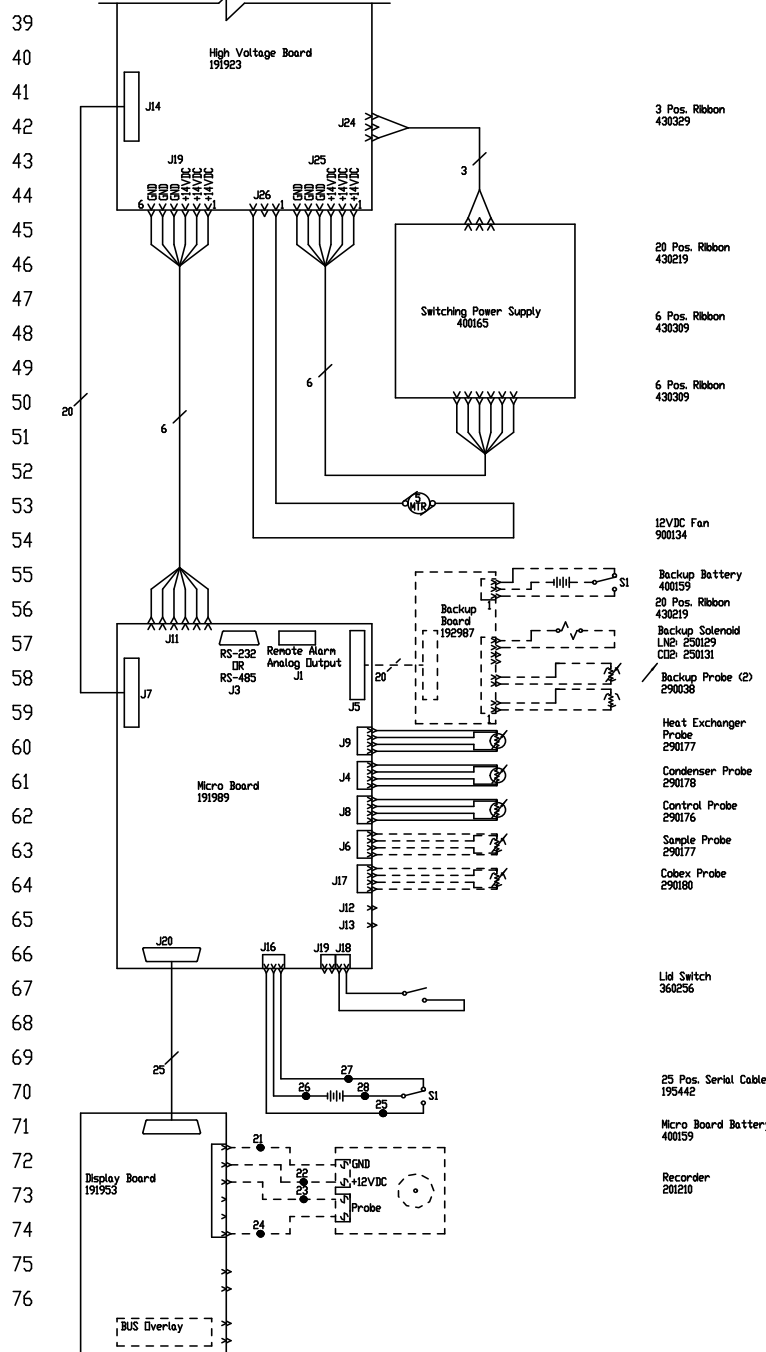 39
40
High Voltage Board
191923
41
J14
3 Pos. Ribbon
430329
42
J24
43
J19
J25
3
44
6
GND
GND
GND
+14VDC
+14VDC
+14VDC
1
J26
1
GND
GND
GND
+14VDC
+14VDC
+14VDC
1
45
20 Pos. Ribbon
430219
46
47
Switching Power Supply
400165
6 Pos. Ribbon
430309
48
49
6
6 Pos. Ribbon
430309
50
20
6
51
52
53
5
MTR
12VDC Fan
900134
54
55
S1
Backup Battery
400159
56
Backup
Board
192987
1
20 Pos. Ribbon
430219
57
J11
RS-232
OR
RS-485
J3
Remote Alarm
Analog Output
J1
Backup Solenoid
LN2: 250129
CO2: 250131
58
J7
20
Backup Probe (2)
290038
59
J5
1
Heat Exchanger
Probe
290177
60
J9
61
Micro Board
191989
J4
Condenser Probe
290178
62
J8
Control Probe
290176
63
J6
Sample Probe
290177
64
J17
Cobex Probe
290180
65
J12
J13
66
J20
J16
J19
J18
67
Lid Switch
360256
68
69
25
27
70
26
28
S1
25 Pos. Serial Cable
195442
25
71
Micro Board Battery
400159
21
72
Display Board
191953
22
GND
+12VDC
Recorder
201210
73
23
Probe
74
24
75
76
BUS Overlay